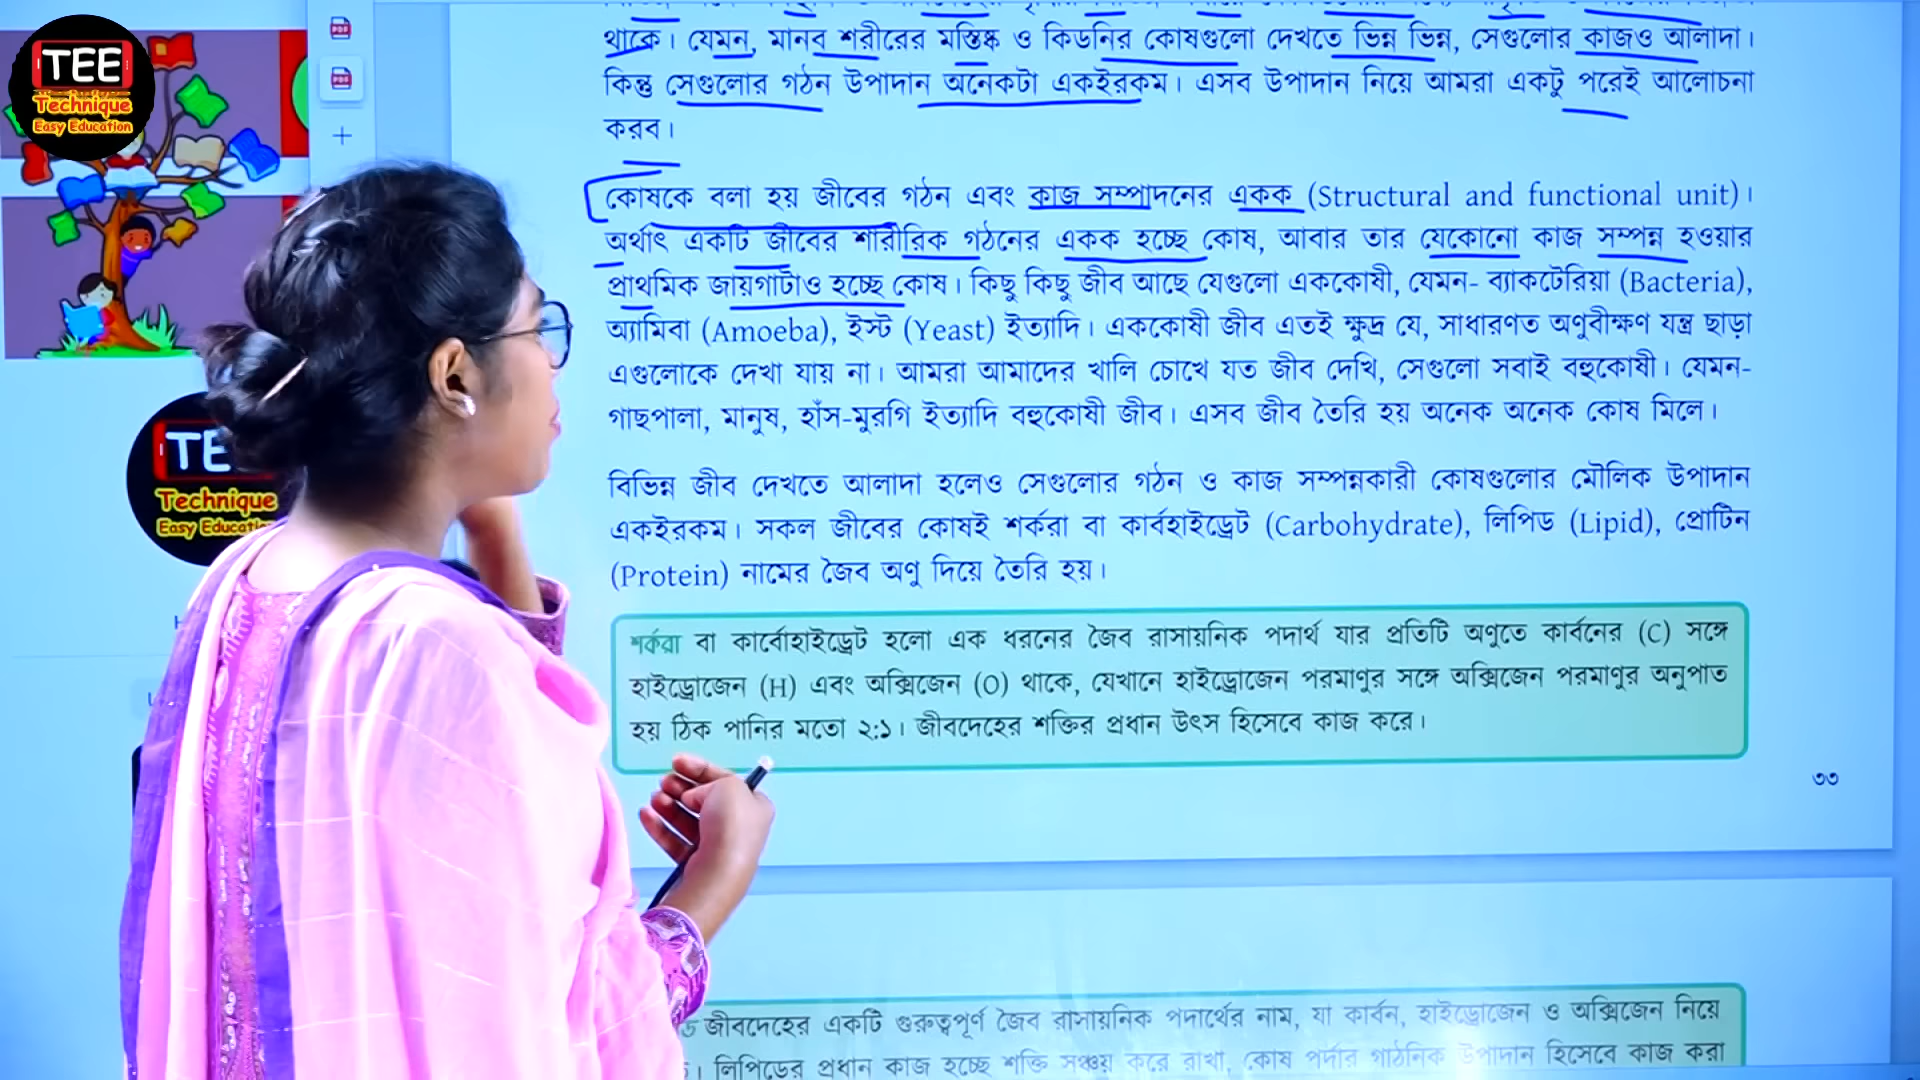 TEE
Technique
Easy Education
থাকে। যেমন, মানব শরীরের মস্তিষ্ক ও কিডনির কোষগুলো দেখতে ভিন্ন ভিন্ন, সেগুলোর কাজও আলাদা।
কিন্তু সেগুলোর গঠন উপাদান অনেকটা একইরকম। এসব উপাদান নিয়ে আমরা একটু পরেই আলোচনা
করব।
কোষকে বলা হয় জীবের গঠন এবং কাজ সম্পাদনের একক (Structural and functional unit)।
অর্থাৎ একটি জীবের শারীরিক গঠনের একক হচ্ছে কোষ, আবার তার যেকোনো কাজ সম্পন্ন হওয়ার
প্রাথমিক জায়গাটাও হচ্ছে কোষ। কিছু কিছু জীব আছে যেগুলো এককোষী, যেমন- ব্যাকটেরিয়া (Bacteria),
অ্যামিবা (Amoeba), ইস্ট (Yeast) ইত্যাদি। এককোষী জীব এতই ক্ষুদ্র যে, সাধারণত অণুবীক্ষণ যন্ত্র ছাড়া
এগুলোকে দেখা যায় না। আমরা আমাদের খালি চোখে যত জীব দেখি, সেগুলো সবাই বহুকোষী। যেমন-
গাছপালা, মানুষ, হাঁস-মুরগি ইত্যাদি বহুকোষী জীব। এসব জীব তৈরি হয় অনেক অনেক কোষ মিলে।
বিভিন্ন জীব দেখতে আলাদা হলেও সেগুলোর গঠন ও কাজ সম্পন্নকারী কোষগুলোর মৌলিক উপাদান
একইরকম। সকল জীবের কোষই শর্করা বা কার্বহাইড্রেট (Carbohydrate), লিপিড (Lipid), প্রোটিন
(Protein) নামের জৈব অণু দিয়ে তৈরি হয়।
শর্করা বা কার্বোহাইড্রেট হলো এক ধরনের জৈব রাসায়নিক পদার্থ যার প্রতিটি অণুতে কার্বনের (C) সঙ্গে
হাইড্রোজেন (H) এবং অক্সিজেন (O) থাকে, যেখানে হাইড্রোজেন পরমাণুর সঙ্গে অক্সিজেন পরমাণুর অনুপাত
হয় ঠিক পানির মতো ২:১। জীবদেহের শক্তির প্রধান উৎস হিসেবে কাজ করে।
৩৩
জীবদেহের একটি গুরুত্বপূর্ণ জৈব রাসায়নিক পদার্থের নাম, যা কার্বন, হাইড্রোজেন ও অক্সিজেন নিয়ে
। লিপিডের প্রধান কাজ হচ্ছে শক্তি সঞ্চয় করে রাখা, কোষ পর্দার গাঠনিক উপাদান হিসেবে কাজ করা
TE
Technique
Easy